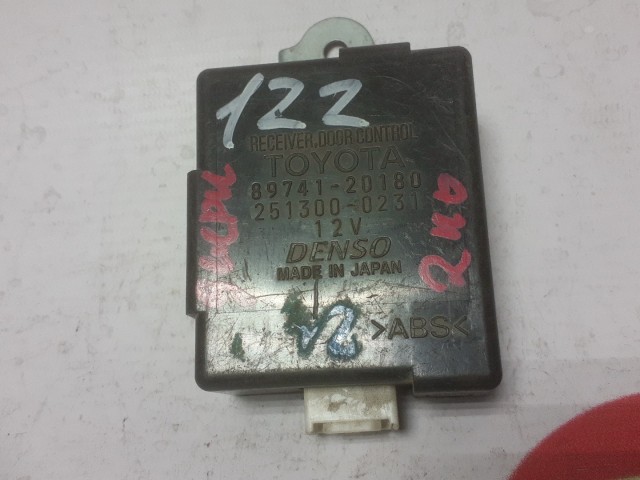 122
RECEIVER,DOOR CONTROL
TOYOTA
89741-20180
251300-0231
12V
DENSO
MADE IN JAPAN
>ABS<